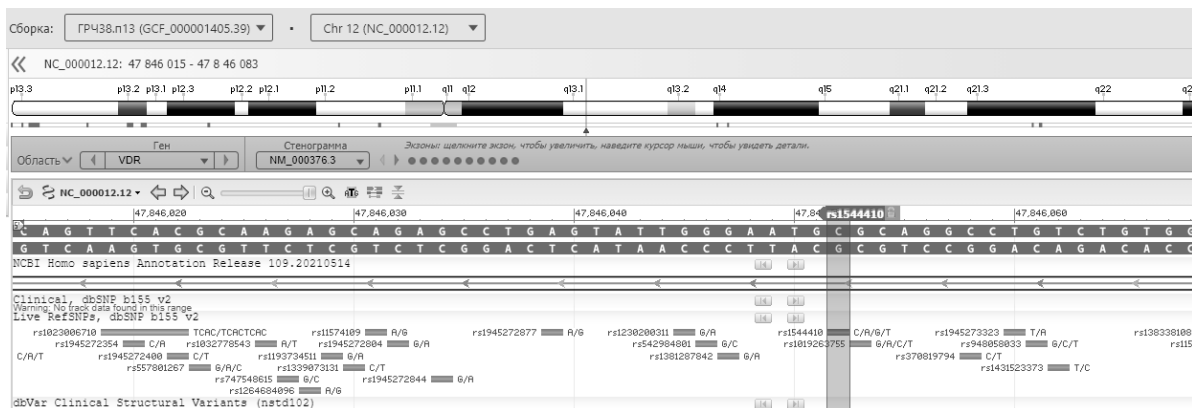 Сборка: ГРЧ38.п13 (GCF_000001405.39) Chr 12 (NC_000012.12)
NC_000012.12: 47 846 015 - 47 8 46 083
p13.3 p13.2 p13.1 p12.3 p12.2 p12.1 p11.2 p11.1 q11 q12 q13.1 q13.2 q14 q15 q21.1 q21.2 q21.3 q22
Ген Стенограмма Экзоны: щелкните экзон, чтобы увеличить, наведите курсор мыши, чтобы увидеть детали.
Область VDR NM_000376.3
NC_000012.12
47,846,020 47,846,030 47,846,040 47,84 rs1544410 47,846,060
C A G T T C A C G C A A G A G C A G A G C C T G A G T A T T G G G A A T G C G C A G G C C T G T C T G T G G
G T C A A G T G C G T T C T C G T C T C G G A C T C A T A A C C C T T A C G C G T C C G G A C A G A C A C C
NCBI Homo sapiens Annotation Release 109.20210514
Clinical, dbSNP b155 v2
Warning: No track data found in this range
Live RefSNPs, dbSNP b155 v2
rs1023006710 TCAC/TCACTCAC rs11574109 A/G rs1945272877 A/G rs1230200311 G/A rs1544410 C/A/G/T rs1945273323 T/A rs138338108
rs1945272354 C/A rs1032778543 A/T rs1945272804 G/A rs542984801 G/C rs1019263755 G/A/C/T rs948058033 G/C/T rs115
C/A/T rs1945272400 C/T rs1193734511 G/A rs1381287842 G/A rs370819794 C/T
rs557801267 G/A/C rs1339073131 C/T rs1431523373 T/C
rs747548615 G/C rs1945272844 G/A
rs1264684096 A/G
dbVar Clinical Structural Variants (nstd102)